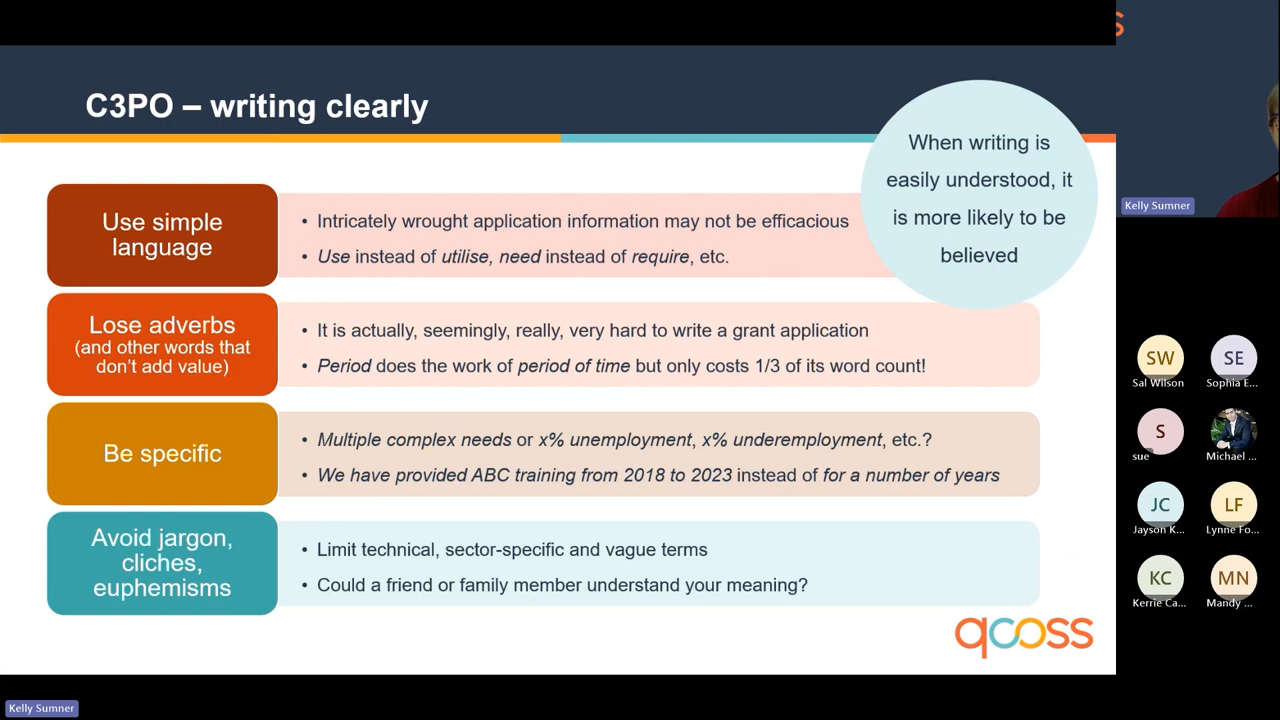 C3PO – writing clearly
When writing is
easily understood, it
is more likely to be
believed
Use simple
language
• Intricately wrought application information may not be efficacious
• Use instead of utilise, need instead of require, etc.
Lose adverbs
(and other words that
don't add value)
• It is actually, seemingly, really, very hard to write a grant application
• Period does the work of period of time but only costs 1/3 of its word count!
Be specific
• Multiple complex needs or x% unemployment, x% underemployment, etc.?
• We have provided ABC training from 2018 to 2023 instead of for a number of years
Avoid jargon,
cliches,
euphemisms
• Limit technical, sector-specific and vague terms
• Could a friend or family member understand your meaning?
qcoss
Kelly Sumner
s
Kelly Sumner
SW
Sal Wilson
SE
Sophia E...
S
sue
Michael ...
JC
Jayson K...
LF
Lynne Fo...
KC
Kerrie Ca...
MN
Mandy ...